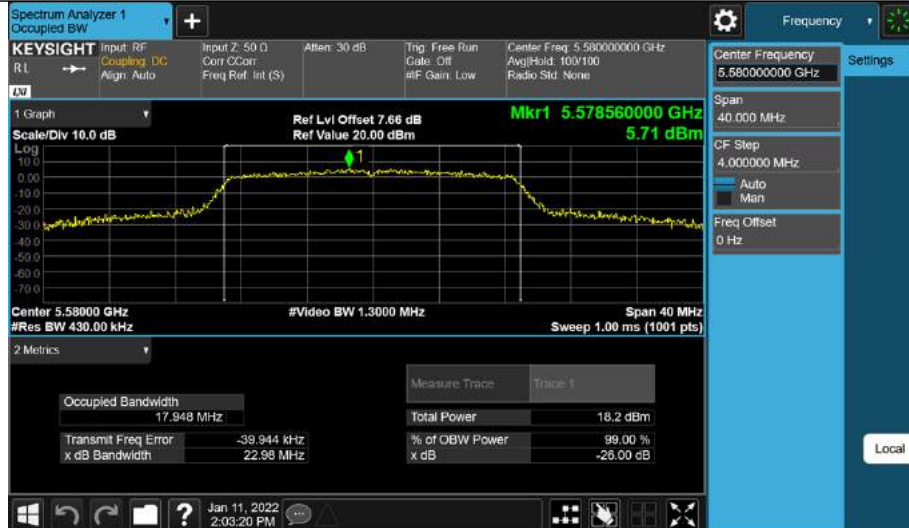 Spectrum Analyzer 1
Occupied BW
Frequency
KEYSIGHT
RL
LXI
Input: RF
Coupling: DC
Align: Auto
Input Z: 50 Ω
Corr CCorr
Freq Ref: Int (S)
Atten: 30 dB
Trig: Free Run
Gate: Off
#IF Gain: Low
Center Freq: 5.580000000 GHz
Avg|Hold: 100/100
Radio Std: None
1 Graph
Scale/Div 10.0 dB
Ref Lvl Offset 7.66 dB
Ref Value 20.00 dBm
Mkr1 5.578560000 GHz
5.71 dBm
Log
10.0
0.00
-10.0
-20.0
-30.0
-40.0
-50.0
-60.0
-70.0
1
Center 5.58000 GHz
#Res BW 430.00 kHz
#Video BW 1.3000 MHz
Span 40 MHz
Sweep 1.00 ms (1001 pts)
2 Metrics
Measure Trace
Trace 1
Occupied Bandwidth
17.948 MHz
Total Power
18.2 dBm
Transmit Freq Error
-39.944 kHz
% of OBW Power
99.00 %
x dB Bandwidth
22.98 MHz
x dB
-26.00 dB
Center Frequency
5.580000000 GHz
Settings
Span
40.000 MHz
CF Step
4.000000 MHz
Auto
Man
Freq Offset
0 Hz
Local
?
Jan 11, 2022
2:03:20 PM